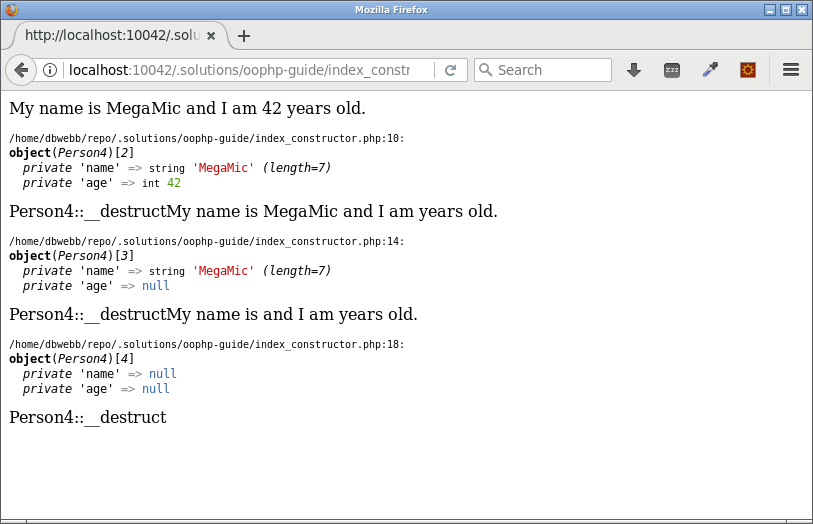 Mozilla Firefox
http://localhost:10042/.solu
localhost:10042/.solutions/oophp-guide/index_constr
Search
zzz
My name is MegaMic and I am 42 years old.
/home/dbwebb/repo/.solutions/oophp-guide/index_constructor.php:10:
object(Person4)[2]
private 'name' => string 'MegaMic' (length=7)
private 'age' => int 42
Person4::__destructMy name is MegaMic and I am years old.
/home/dbwebb/repo/.solutions/oophp-guide/index_constructor.php:14:
object(Person4)[3]
private 'name' => string 'MegaMic' (length=7)
private 'age' => null
Person4::__destructMy name is and I am years old.
/home/dbwebb/repo/.solutions/oophp-guide/index_constructor.php:18:
object(Person4)[4]
private 'name' => null
private 'age' => null
Person4::__destruct